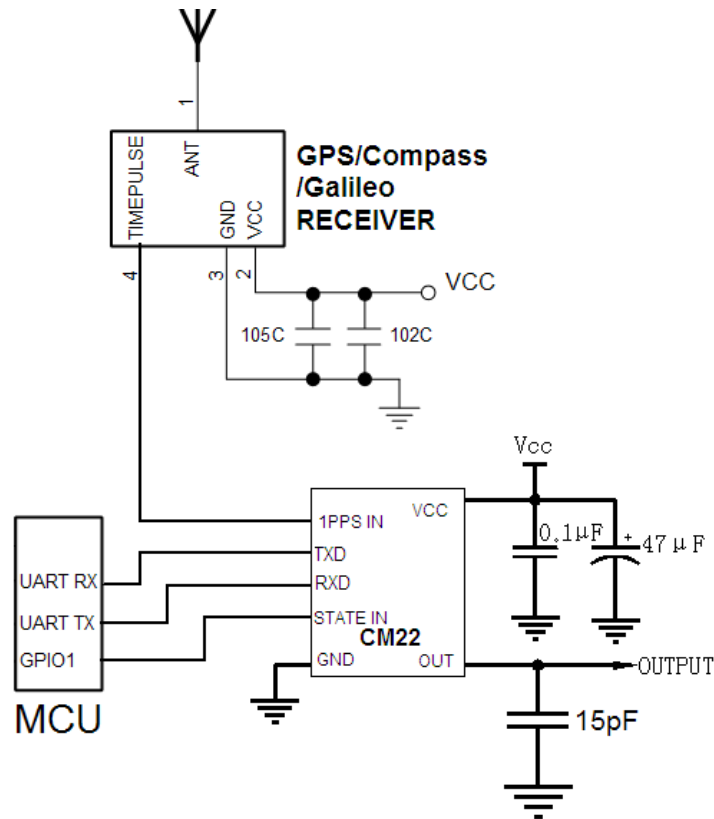 1
ANT
TIMEPULSE
GND
VCC
GPS/Compass
/Galileo
RECEIVER
4
3
2
VCC
105C
102C
Vcc
0.1μF
+
47μF
1PPS IN
VCC
TXD
RXD
STATE IN
CM22
GND
OUT
UART RX
UART TX
GPIO1
MCU
OUTPUT
15pF